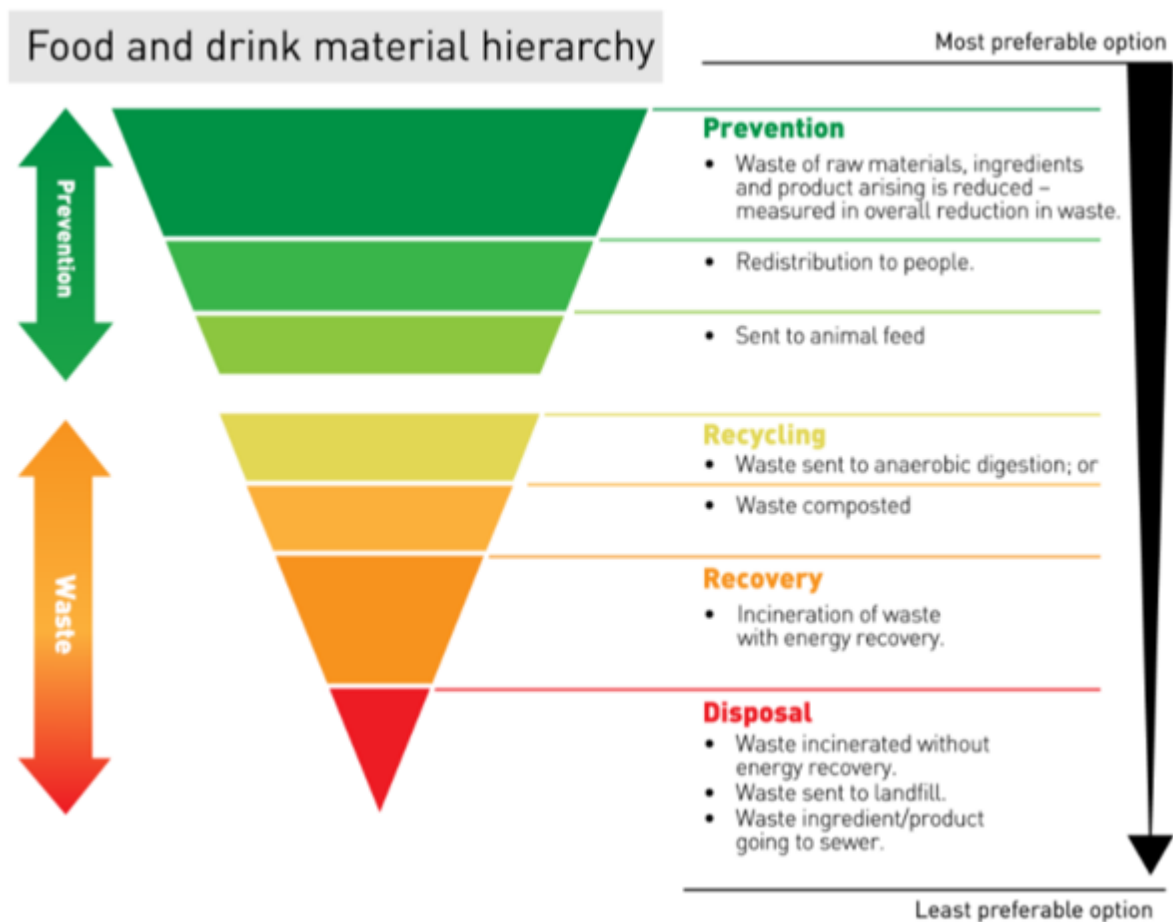 Food and drink material hierarchy
Most preferable option
Prevention
Prevention
• Waste of raw materials, ingredients
and product arising is reduced –
measured in overall reduction in waste.
• Redistribution to people.
• Sent to animal feed
Waste
Recycling
• Waste sent to anaerobic digestion; or
• Waste composted
Recovery
• Incineration of waste
with energy recovery.
Disposal
• Waste incinerated without
energy recovery.
• Waste sent to landfill.
• Waste ingredient/product
going to sewer.
Least preferable option